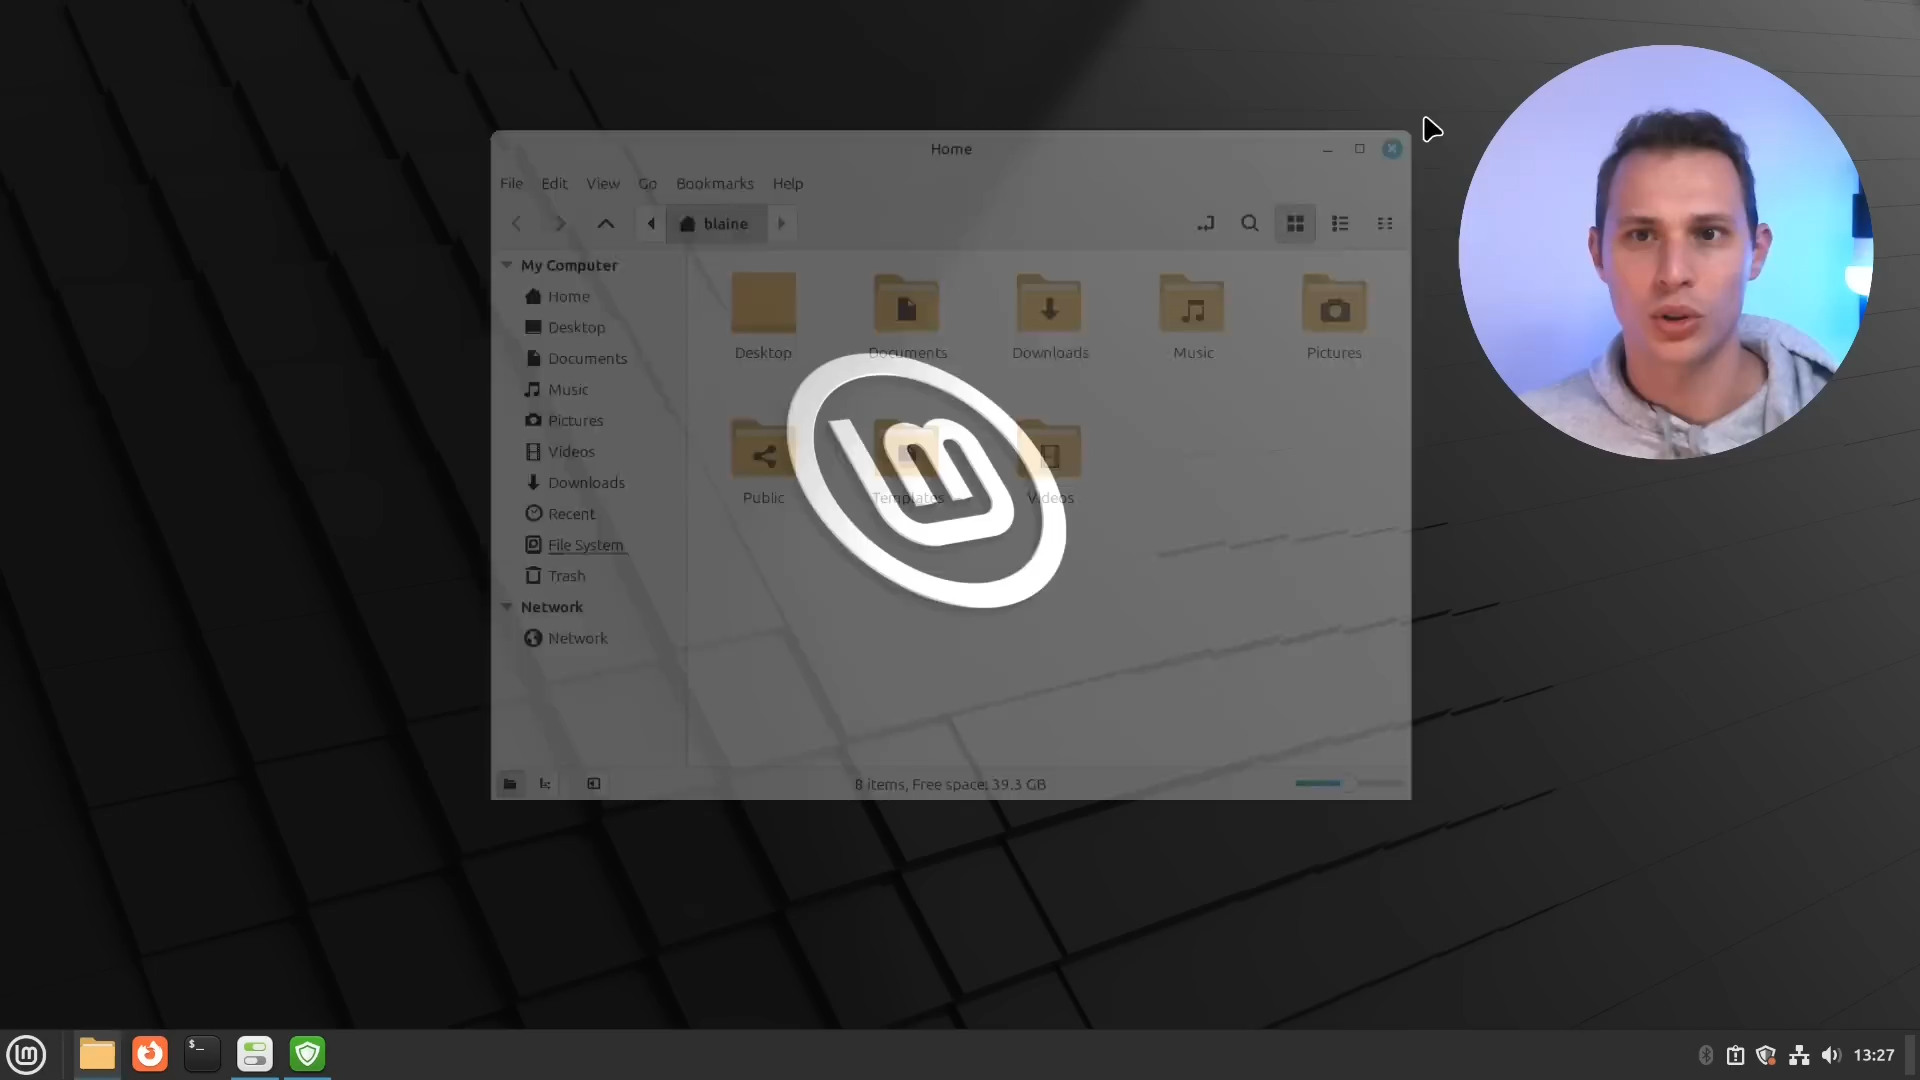 Home
File Edit View Go Bookmarks Help
blaine
My Computer
Home
Desktop
Documents
Music
Pictures
Videos
Downloads
Recent
File System
Trash
Network
Network
Desktop Documents Downloads Music Pictures
Public Templates Videos
8 items, Free space: 39.3 GB
$_
13:27